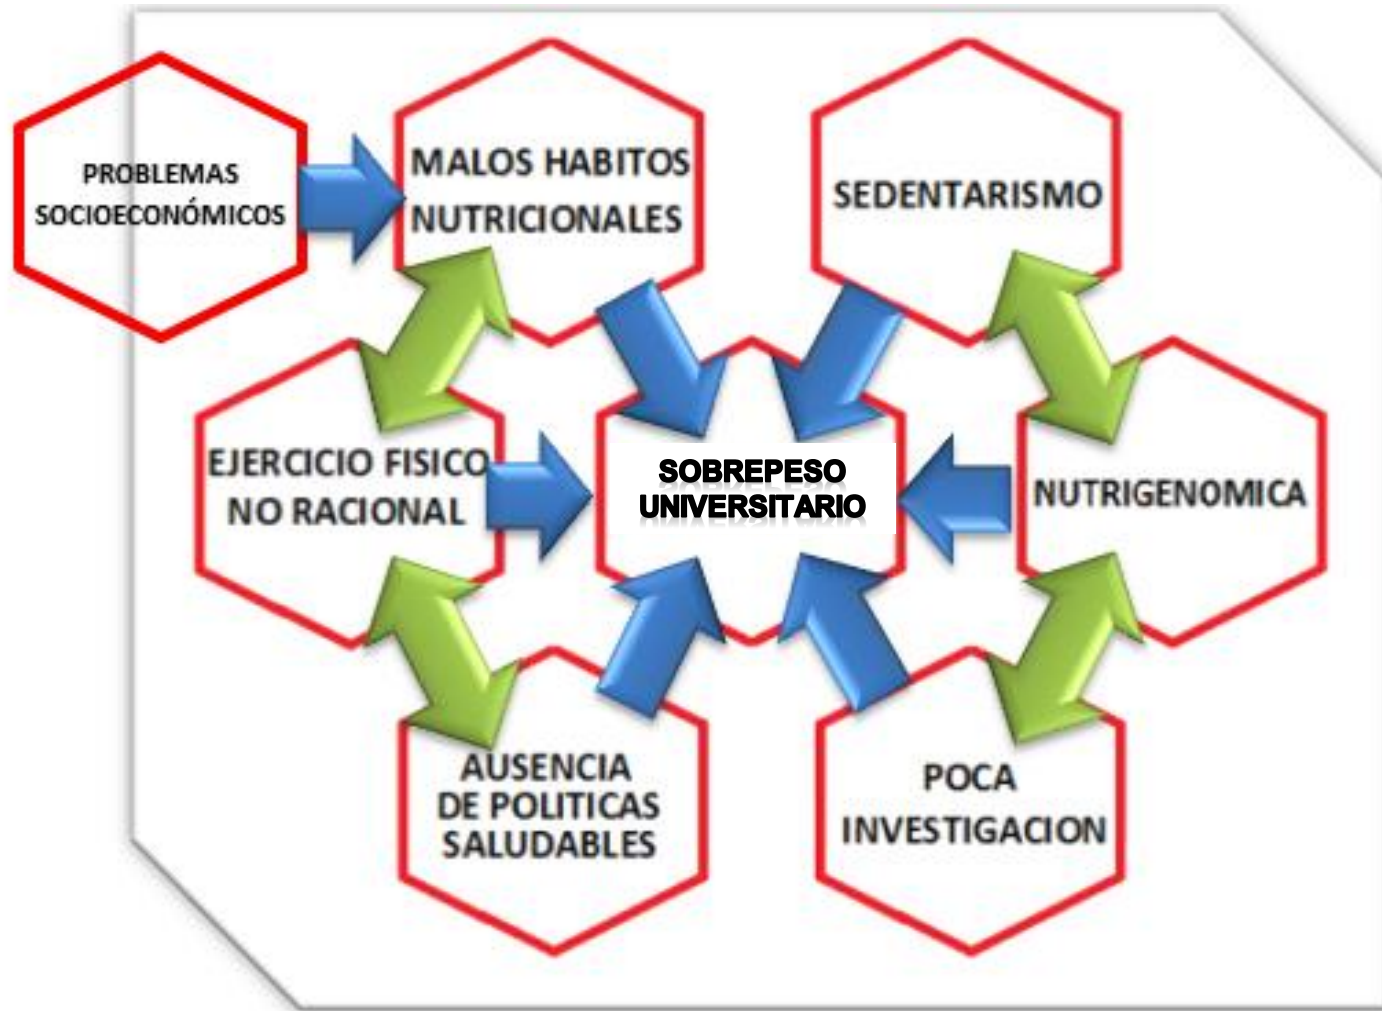 PROBLEMAS
SOCIOECONÓMICOS
MALOS HABITOS
NUTRICIONALES
SEDENTARISMO
EJERCICIO FISICO
NO RACIONAL
SOBREPESO
UNIVERSITARIO
NUTRIGENOMICA
AUSENCIA
DE POLITICAS
SALUDABLES
POCA
INVESTIGACION